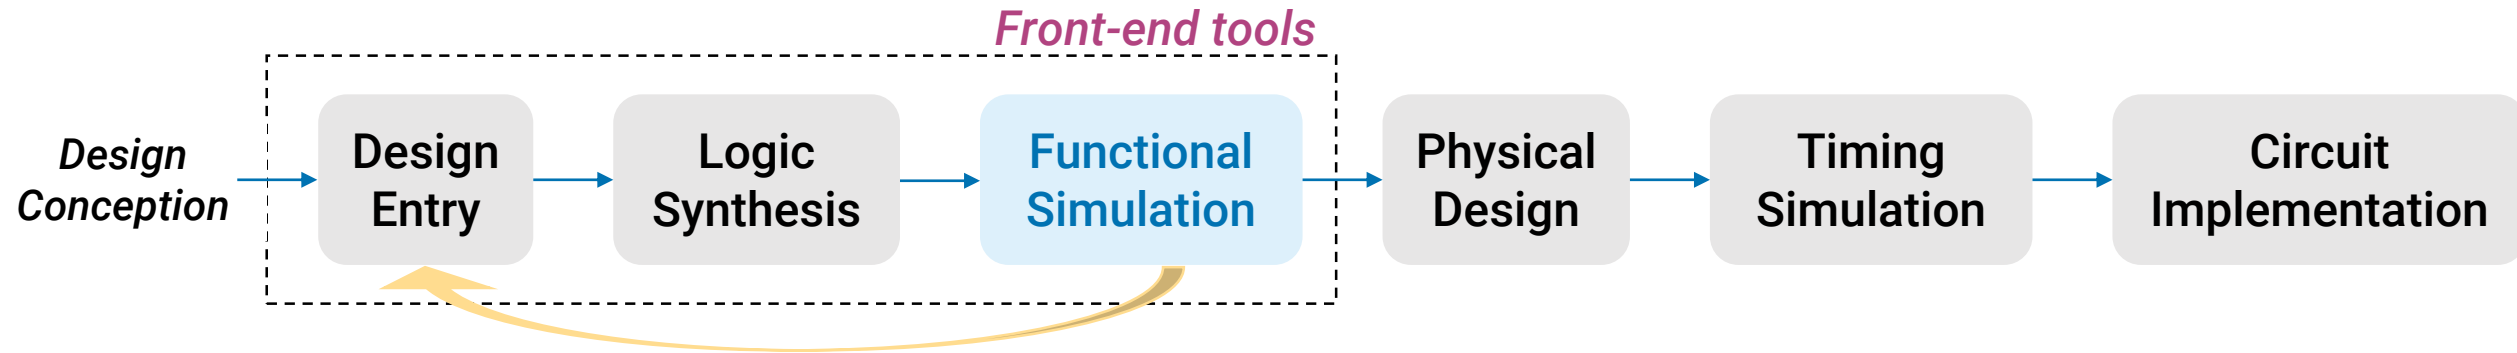 Front-end tools
Design
Conception
Design
Entry
Logic
Synthesis
Functional
Simulation
Physical
Design
Timing
Simulation
Circuit
Implementation